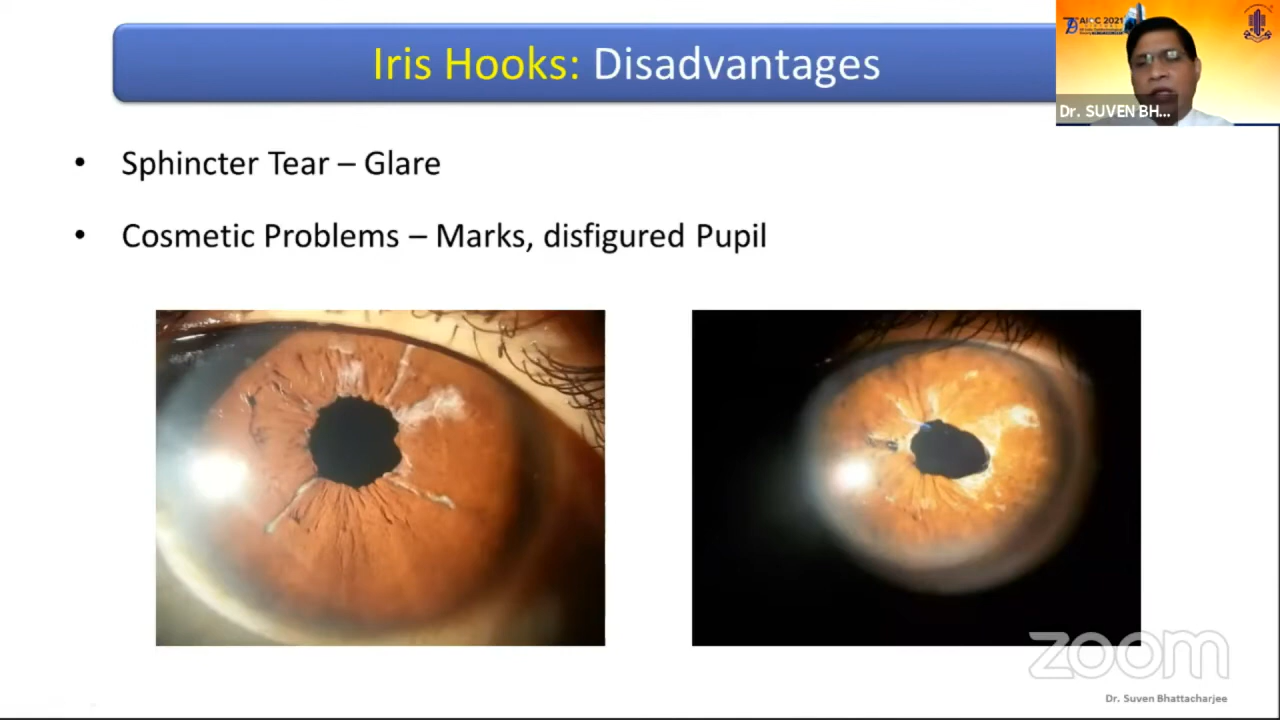 Iris Hooks: Disadvantages
AIOC 2021
Dr. SUVEN BH...
• Sphincter Tear – Glare
• Cosmetic Problems – Marks, disfigured Pupil
zoom
Dr. Suven Bhattacharjee